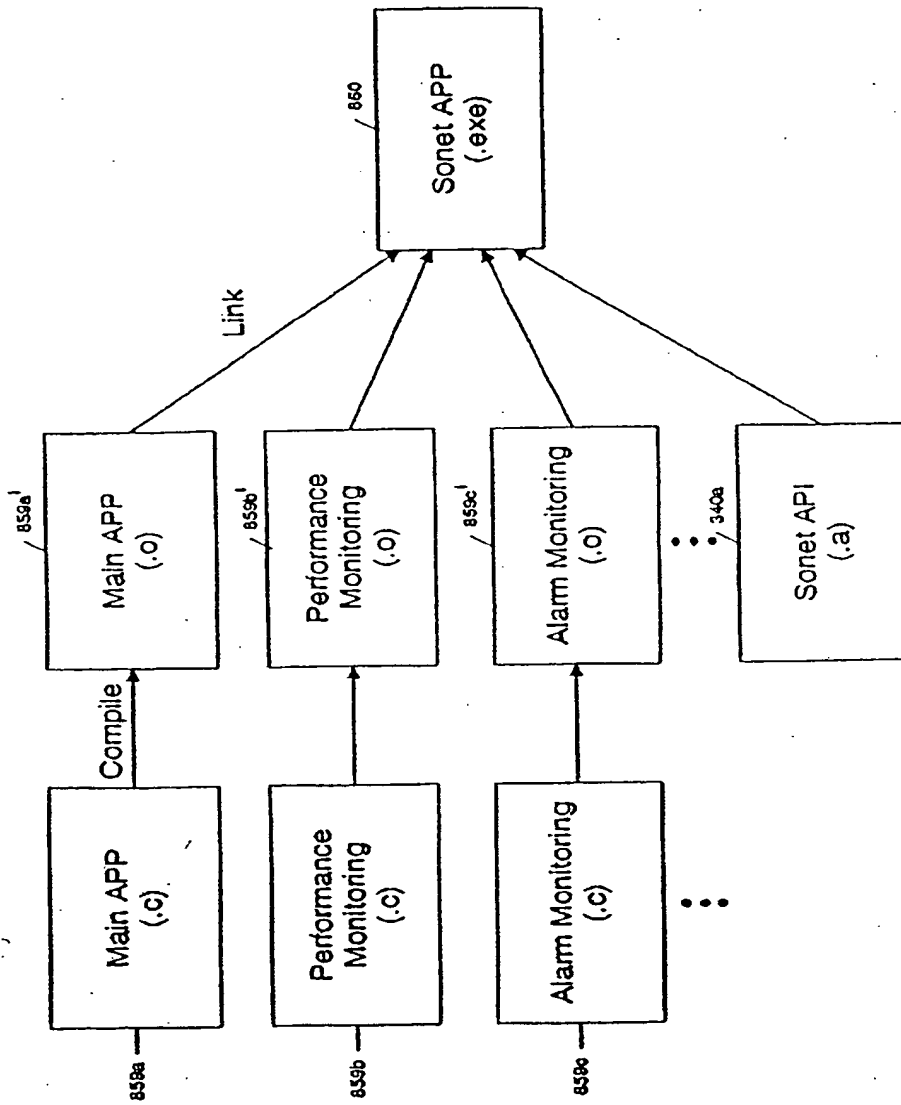 859a
Main APP
(.c)
Compile
859a'
Main APP
(.o)
Link
859b
Performance
Monitoring
(.c)
859b'
Performance
Monitoring
(.o)
860
Sonet APP
(.exe)
859c
Alarm Monitoring
(.c)
859c'
Alarm Monitoring
(.o)
340a
Sonet API
(.a)